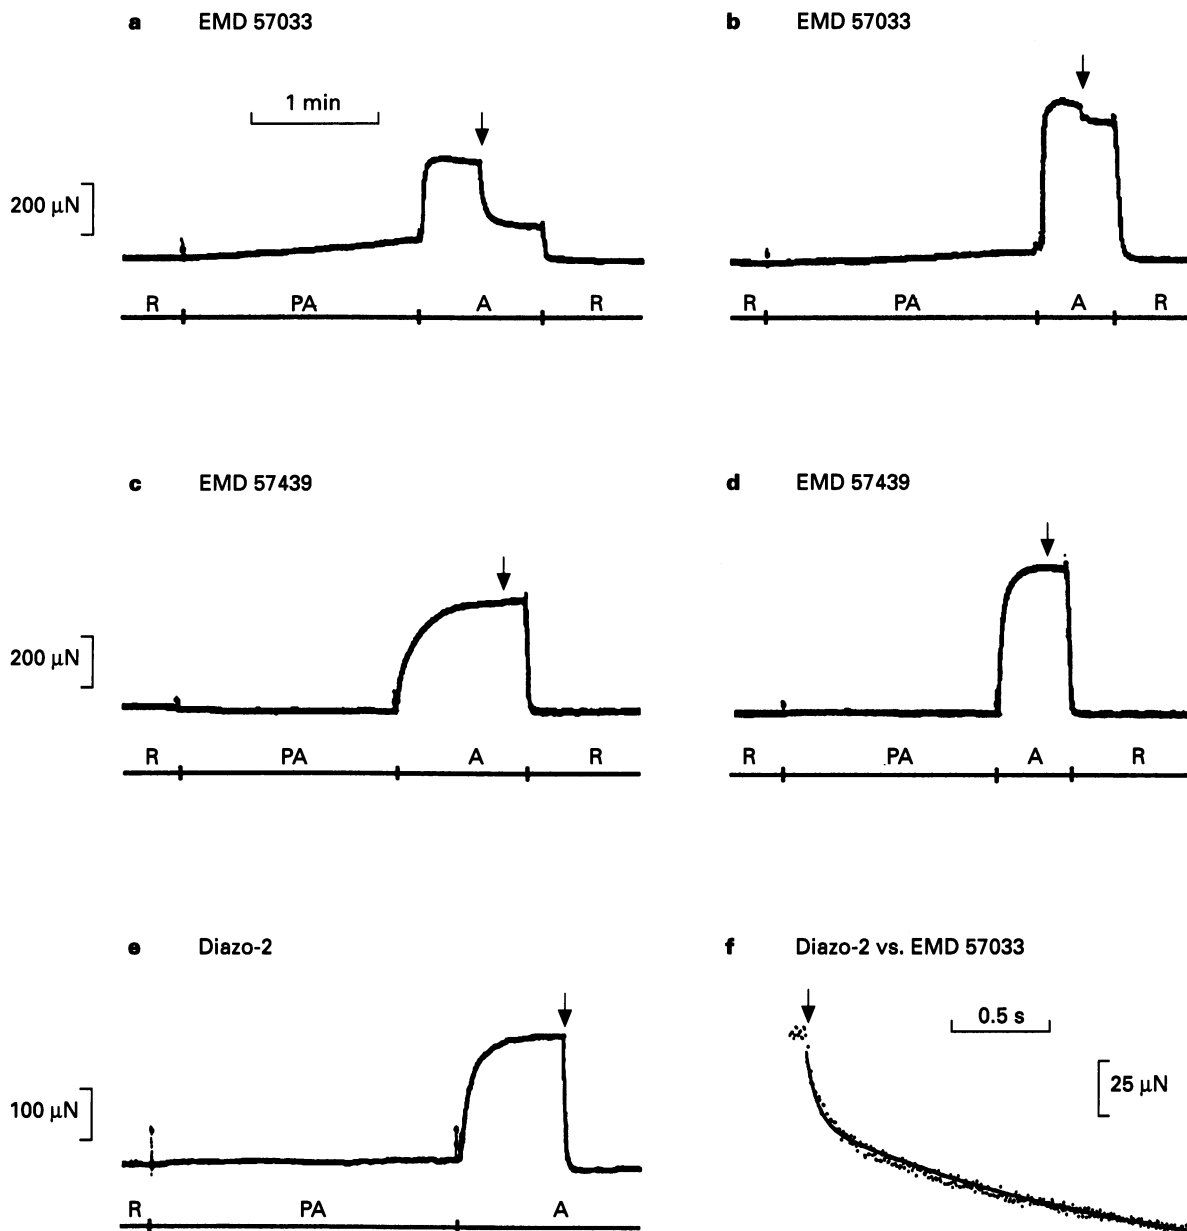 a EMD 57033
b EMD 57033
1 min
200 μN
R PA A R
R PA A R
c EMD 57439
d EMD 57439
200 μN
R PA A R
R PA A R
e Diazo-2
f Diazo-2 vs. EMD 57033
0.5 s
100 μN
25 μN
R PA A